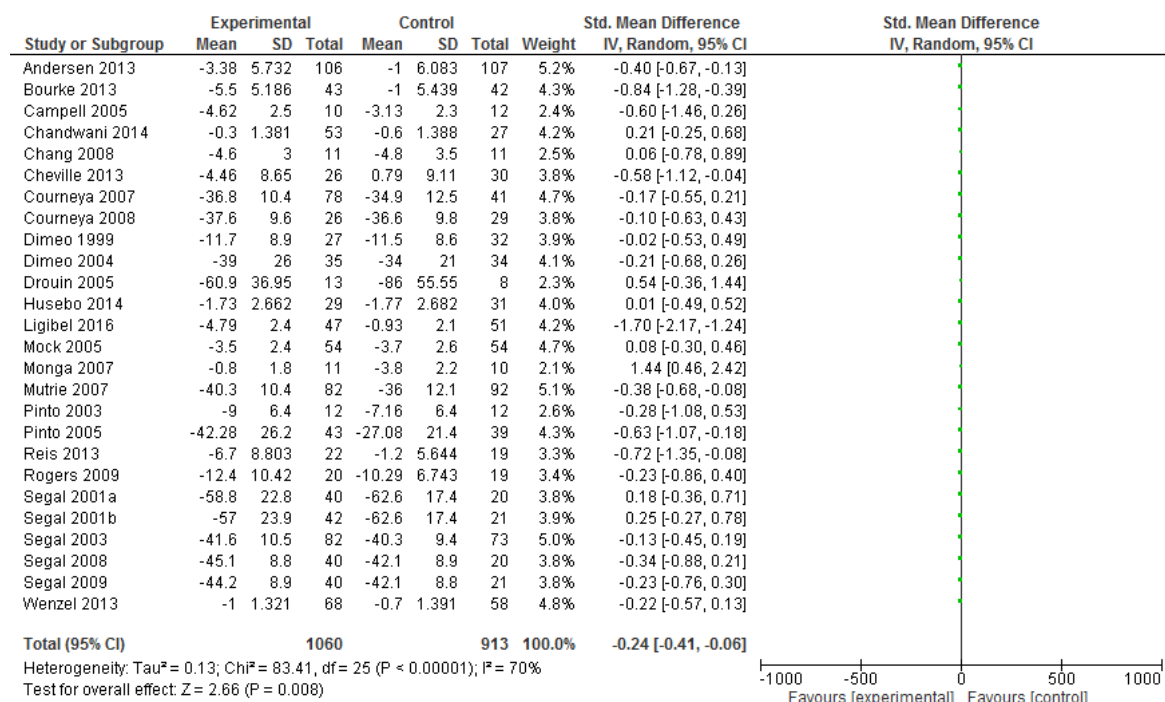 Experimental Control Std. Mean Difference Std. Mean Difference
Study or Subgroup Mean SD Total Mean SD Total Weight IV, Random, 95% CI IV, Random, 95% CI
Andersen 2013 -3.38 5.732 106 -1 6.083 107 5.2% -0.40 [-0.67, -0.13]
Bourke 2013 -5.5 5.186 43 -1 5.439 42 4.3% -0.84 [-1.28, -0.39]
Campell 2005 -4.62 2.5 10 -3.13 2.3 12 2.4% -0.60 [-1.46, 0.26]
Chandwani 2014 -0.3 1.381 53 -0.6 1.388 27 4.2% 0.21 [-0.25, 0.68]
Chang 2008 -4.6 3 11 -4.8 3.5 11 2.5% 0.06 [-0.78, 0.89]
Cheville 2013 -4.46 8.65 26 0.79 9.11 30 3.8% -0.58 [-1.12, -0.04]
Courneya 2007 -36.8 10.4 78 -34.9 12.5 41 4.7% -0.17 [-0.55, 0.21]
Courneya 2008 -37.6 9.6 26 -36.6 9.8 29 3.8% -0.10 [-0.63, 0.43]
Dimeo 1999 -11.7 8.9 27 -11.5 8.6 32 3.9% -0.02 [-0.53, 0.49]
Dimeo 2004 -39 26 35 -34 21 34 4.1% -0.21 [-0.68, 0.26]
Drouin 2005 -60.9 36.95 13 -86 55.55 8 2.3% 0.54 [-0.36, 1.44]
Husebo 2014 -1.73 2.662 29 -1.77 2.682 31 4.0% 0.01 [-0.49, 0.52]
Ligibel 2016 -4.79 2.4 47 -0.93 2.1 51 4.2% -1.70 [-2.17, -1.24]
Mock 2005 -3.5 2.4 54 -3.7 2.6 54 4.7% 0.08 [-0.30, 0.46]
Monga 2007 -0.8 1.8 11 -3.8 2.2 10 2.1% 1.44 [0.46, 2.42]
Mutrie 2007 -40.3 10.4 82 -36 12.1 92 5.1% -0.38 [-0.68, -0.08]
Pinto 2003 -9 6.4 12 -7.16 6.4 12 2.6% -0.28 [-1.08, 0.53]
Pinto 2005 -42.28 26.2 43 -27.08 21.4 39 4.3% -0.63 [-1.07, -0.18]
Reis 2013 -6.7 8.803 22 -1.2 5.644 19 3.3% -0.72 [-1.35, -0.08]
Rogers 2009 -12.4 10.42 20 -10.29 6.743 19 3.4% -0.23 [-0.86, 0.40]
Segal 2001a -58.8 22.8 40 -62.6 17.4 20 3.8% 0.18 [-0.36, 0.71]
Segal 2001b -57 23.9 42 -62.6 17.4 21 3.9% 0.25 [-0.27, 0.78]
Segal 2003 -41.6 10.5 82 -40.3 9.4 73 5.0% -0.13 [-0.45, 0.19]
Segal 2008 -45.1 8.8 40 -42.1 8.9 20 3.8% -0.34 [-0.88, 0.21]
Segal 2009 -44.2 8.9 40 -42.1 8.8 21 3.8% -0.23 [-0.76, 0.30]
Wenzel 2013 -1 1.321 68 -0.7 1.391 58 4.8% -0.22 [-0.57, 0.13]
Total (95% CI) 1060 913 100.0% -0.24 [-0.41, -0.06]
Heterogeneity: Tau² = 0.13; Chi² = 83.41, df = 25 (P < 0.00001); I² = 70%
Test for overall effect: Z = 2.66 (P = 0.008)
-1000 -500 0 500 1000
Favours [experimental] Favours [control]